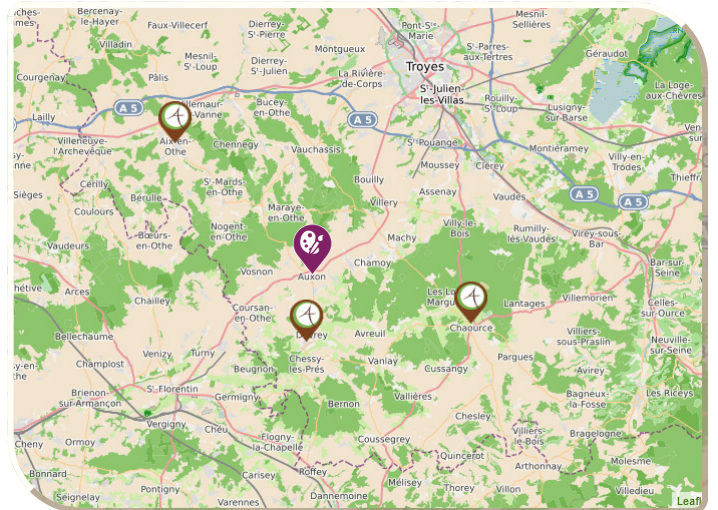 Bercenay-
le-Hayer
Faux-Villecerf
Dierrey-
St-Pierre
Pont-Ste-
Marie
Mesnil-
Sellières
Villadin
Mesnil-
St-Loup
Montgueux
St-Parres-
aux-Tertres
Géraudot
Courgenay
Pâlis
Dierrey-
St-Julien
La Rivière-
de-Corps
Troyes
St-Julien-
les-Villas
La Loge-
aux-Chèvres
Lailly
A 5
Bucey-
en-Othe
Rouilly-
St-Loup
Lusigny-
sur-Barse
A 5
Villeneuve-
l'Archevêque
Aix-en-
Othe
Chennegy
Vauchassis
St-Pouange
Montiéramey
Moussey
Clérey
Villy-en-
Trodes
Cérilly
St-Mards-
en-Othe
Bouilly
Assenay
A 5
A 5
Bérulle
Coulours
Maraye-
en-Othe
Villery
Vaudes
Nogent-
en-Othe
Villy-le-
Bois
Rumilly-
lès-Vaudes
Virey-sous-
Bar
Vaudeurs
Bœurs-
en-Othe
Machy
Vosnon
Auxon
Chamoy
Bar-sur-
Seine
Arces
Chailley
Coursan-
en-Othe
Lantages
Villemorien
Celles-
sur-Ource
Chaource
Bellechaume
Avreuil
Villiers-
sous-Praslin
Neuville-
sur-Seine
Venizy
Turny
Chessy-
les-Prés
Vanlay
Pargues
Champlost
Beugnon
Cussangy
Avirey
Brienon-
sur-Armançon
St-Florentin
Germigny
Bernon
Vallières
Bagneux-
la-Fosse
Les Riceys
Vergigny
Chéu
Chesley
Cheny
Ormoy
Flogny-
la-Chapelle
Coussegrey
Villiers-
le-Bois
Bragelogne
Quincerot
Arthonnay
Molesme
Bonnard
Carisey
Roffey
Seignelay
Pontigny
Varennes
Dannemoine
Mélisey
Thorey
Villon
Villedieu
Leafl